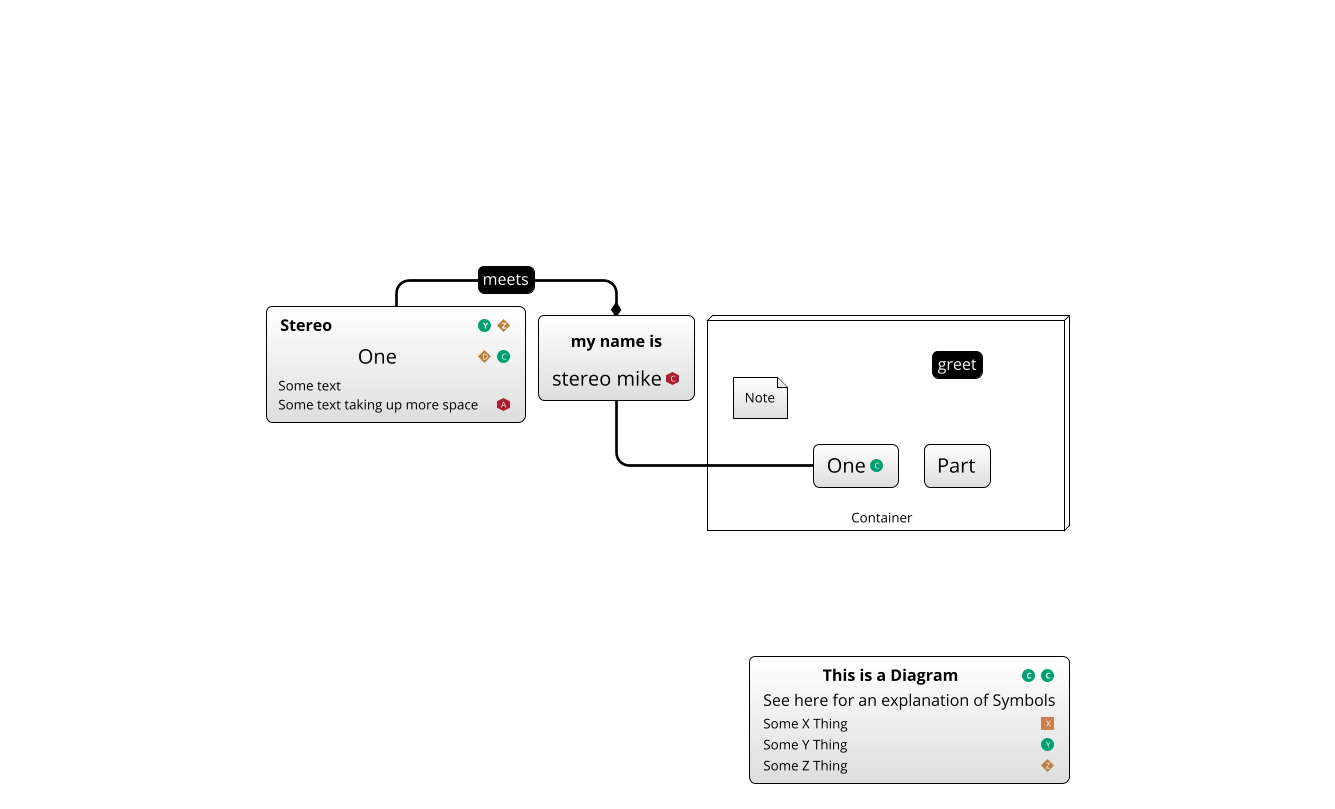 meets
Stereo Y Z
One D C
Some text
Some text taking up more space A
my name is
stereo mike C
greet
Note
One C
Part
Container
This is a Diagram C C
See here for an explanation of Symbols
Some X Thing X
Some Y Thing Y
Some Z Thing Z